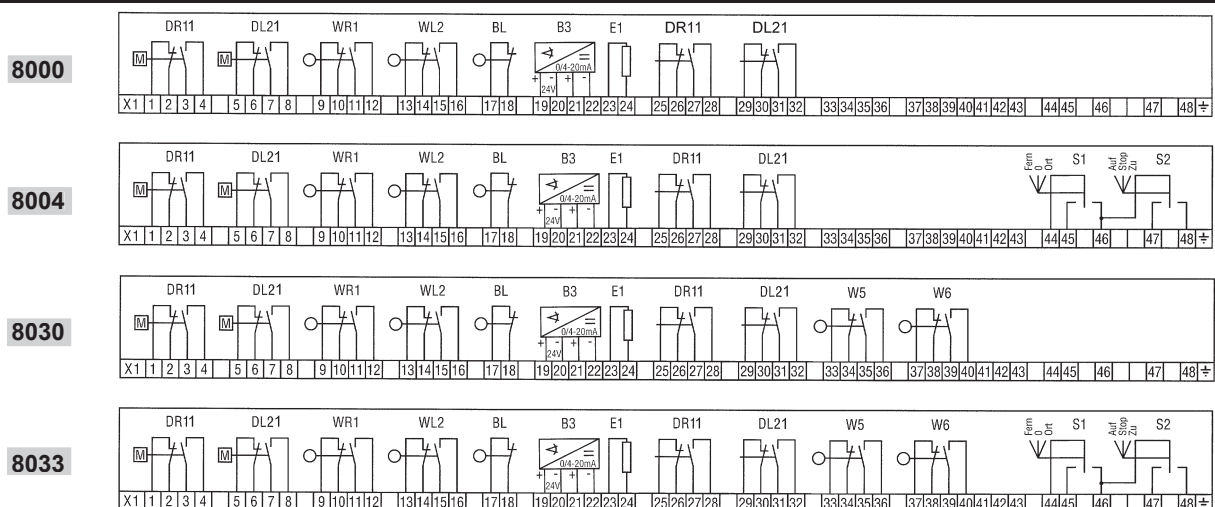 DR11 DL21 WR1 WL2 BL B3 E1 DR11 DL21
8000
M M 0/4-20mA
+ - + -
24V
X1 1 2 3 4 5 6 7 8 9 10 11 12 13 14 15 16 17 18 19 20 21 22 23 24 25 26 27 28 29 30 31 32 33 34 35 36 37 38 39 40 41 42 43 44 45 46 47 48
DR11 DL21 WR1 WL2 BL B3 E1 DR11 DL21 Fern 0 Ort S1 Auf Stop Zu S2
8004
M M 0/4-20mA
+ - + -
24V
X1 1 2 3 4 5 6 7 8 9 10 11 12 13 14 15 16 17 18 19 20 21 22 23 24 25 26 27 28 29 30 31 32 33 34 35 36 37 38 39 40 41 42 43 44 45 46 47 48
DR11 DL21 WR1 WL2 BL B3 E1 DR11 DL21 W5 W6
8030
M M 0/4-20mA
+ - + -
24V
X1 1 2 3 4 5 6 7 8 9 10 11 12 13 14 15 16 17 18 19 20 21 22 23 24 25 26 27 28 29 30 31 32 33 34 35 36 37 38 39 40 41 42 43 44 45 46 47 48
DR11 DL21 WR1 WL2 BL B3 E1 DR11 DL21 W5 W6 Fern 0 Ort S1 Auf Stop Zu S2
8033
M M 0/4-20mA
+ - + -
24V
X1 1 2 3 4 5 6 7 8 9 10 11 12 13 14 15 16 17 18 19 20 21 22 23 24 25 26 27 28 29 30 31 32 33 34 35 36 37 38 39 40 41 42 43 44 45 46 47 48